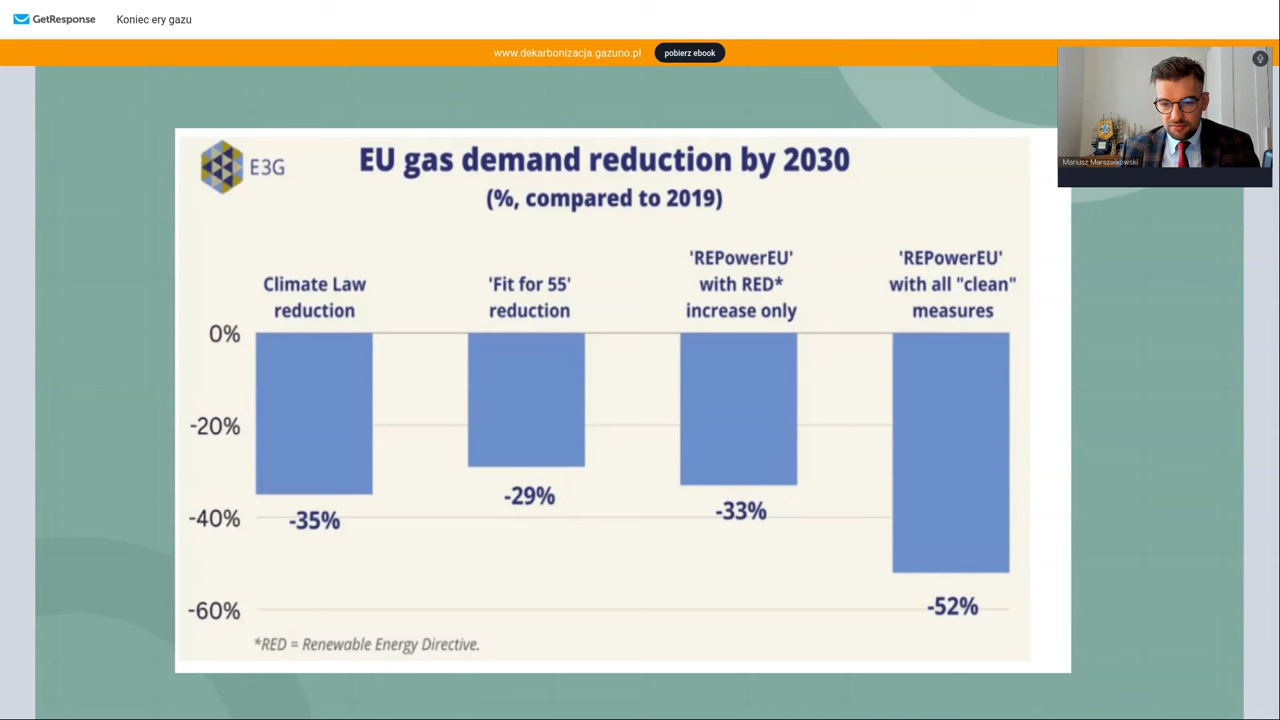 GetResponse
Koniec ery gazu
www.dekarbonizacja.gazuno.pl
pobierz ebook
Mariusz Marszałkowski
E3G
EU gas demand reduction by 2030
(%, compared to 2019)
Climate Law
reduction
'Fit for 55'
reduction
'REPowerEU'
with RED*
increase only
'REPowerEU'
with all "clean"
measures
0%
-20%
-40%
-60%
-35%
-29%
-33%
-52%
*RED = Renewable Energy Directive.